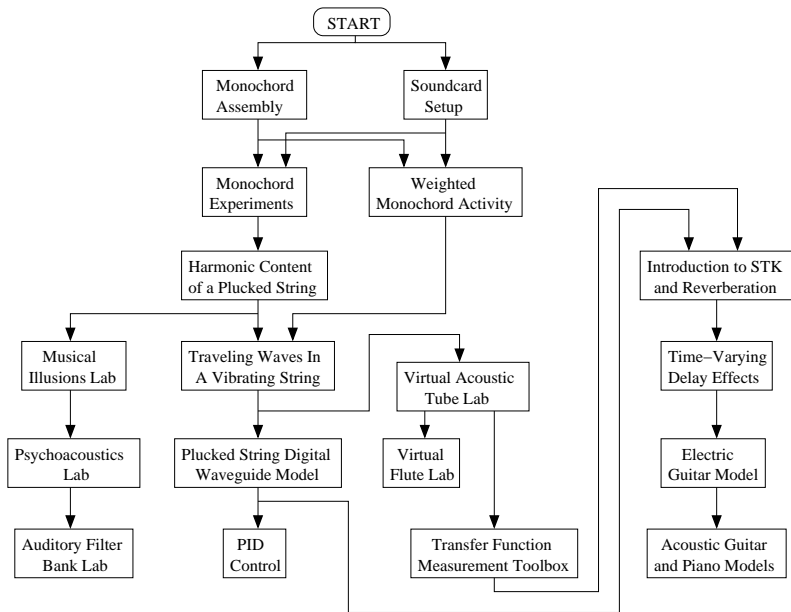 START
Monochord
Assembly
Soundcard
Setup
Monochord
Experiments
Weighted
Monochord Activity
Harmonic Content
of a Plucked String
Introduction to STK
and Reverberation
Musical
Illusions Lab
Traveling Waves In
A Vibrating String
Virtual Acoustic
Tube Lab
Time−Varying
Delay Effects
Psychoacoustics
Lab
Plucked String Digital
Waveguide Model
Virtual
Flute Lab
Electric
Guitar Model
Auditory Filter
Bank Lab
PID
Control
Transfer Function
Measurement Toolbox
Acoustic Guitar
and Piano Models